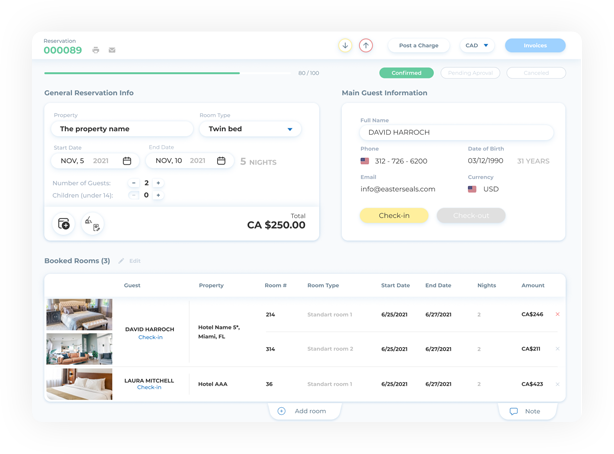 Reservation
000089
Post a Charge
CAD
Invoices
80 / 100
Confirmed
Pending Aproval
Canceled
General Reservation Info
Main Guest Information
Property
Room Type
The property name
Twin bed
Start Date
End Date
NOV, 5 2021
NOV, 10 2021
5 NIGHTS
Number of Guests:
- 2 +
Children (under 14):
- 0 +
Total
CA $250.00
Full Name
DAVID HARROCH
Phone
Date of Birth
312 - 726 - 6200
03/12/1990
31 YEARS
Email
Currency
info@easterseals.com
USD
Check-in
Check-out
Booked Rooms (3)
Edit
Guest
Property
Room #
Room Type
Start Date
End Date
Nights
Amount
DAVID HARROCH
Check-in
Hotel Name 5*,
Miami, FL
214
Standart room 1
6/25/2021
6/27/2021
2
CA$246
314
Standart room 2
6/25/2021
6/27/2021
2
CA$211
LAURA MITCHELL
Check-in
Hotel AAA
36
Standart room 1
6/25/2021
6/27/2021
2
CA$423
Add room
Note